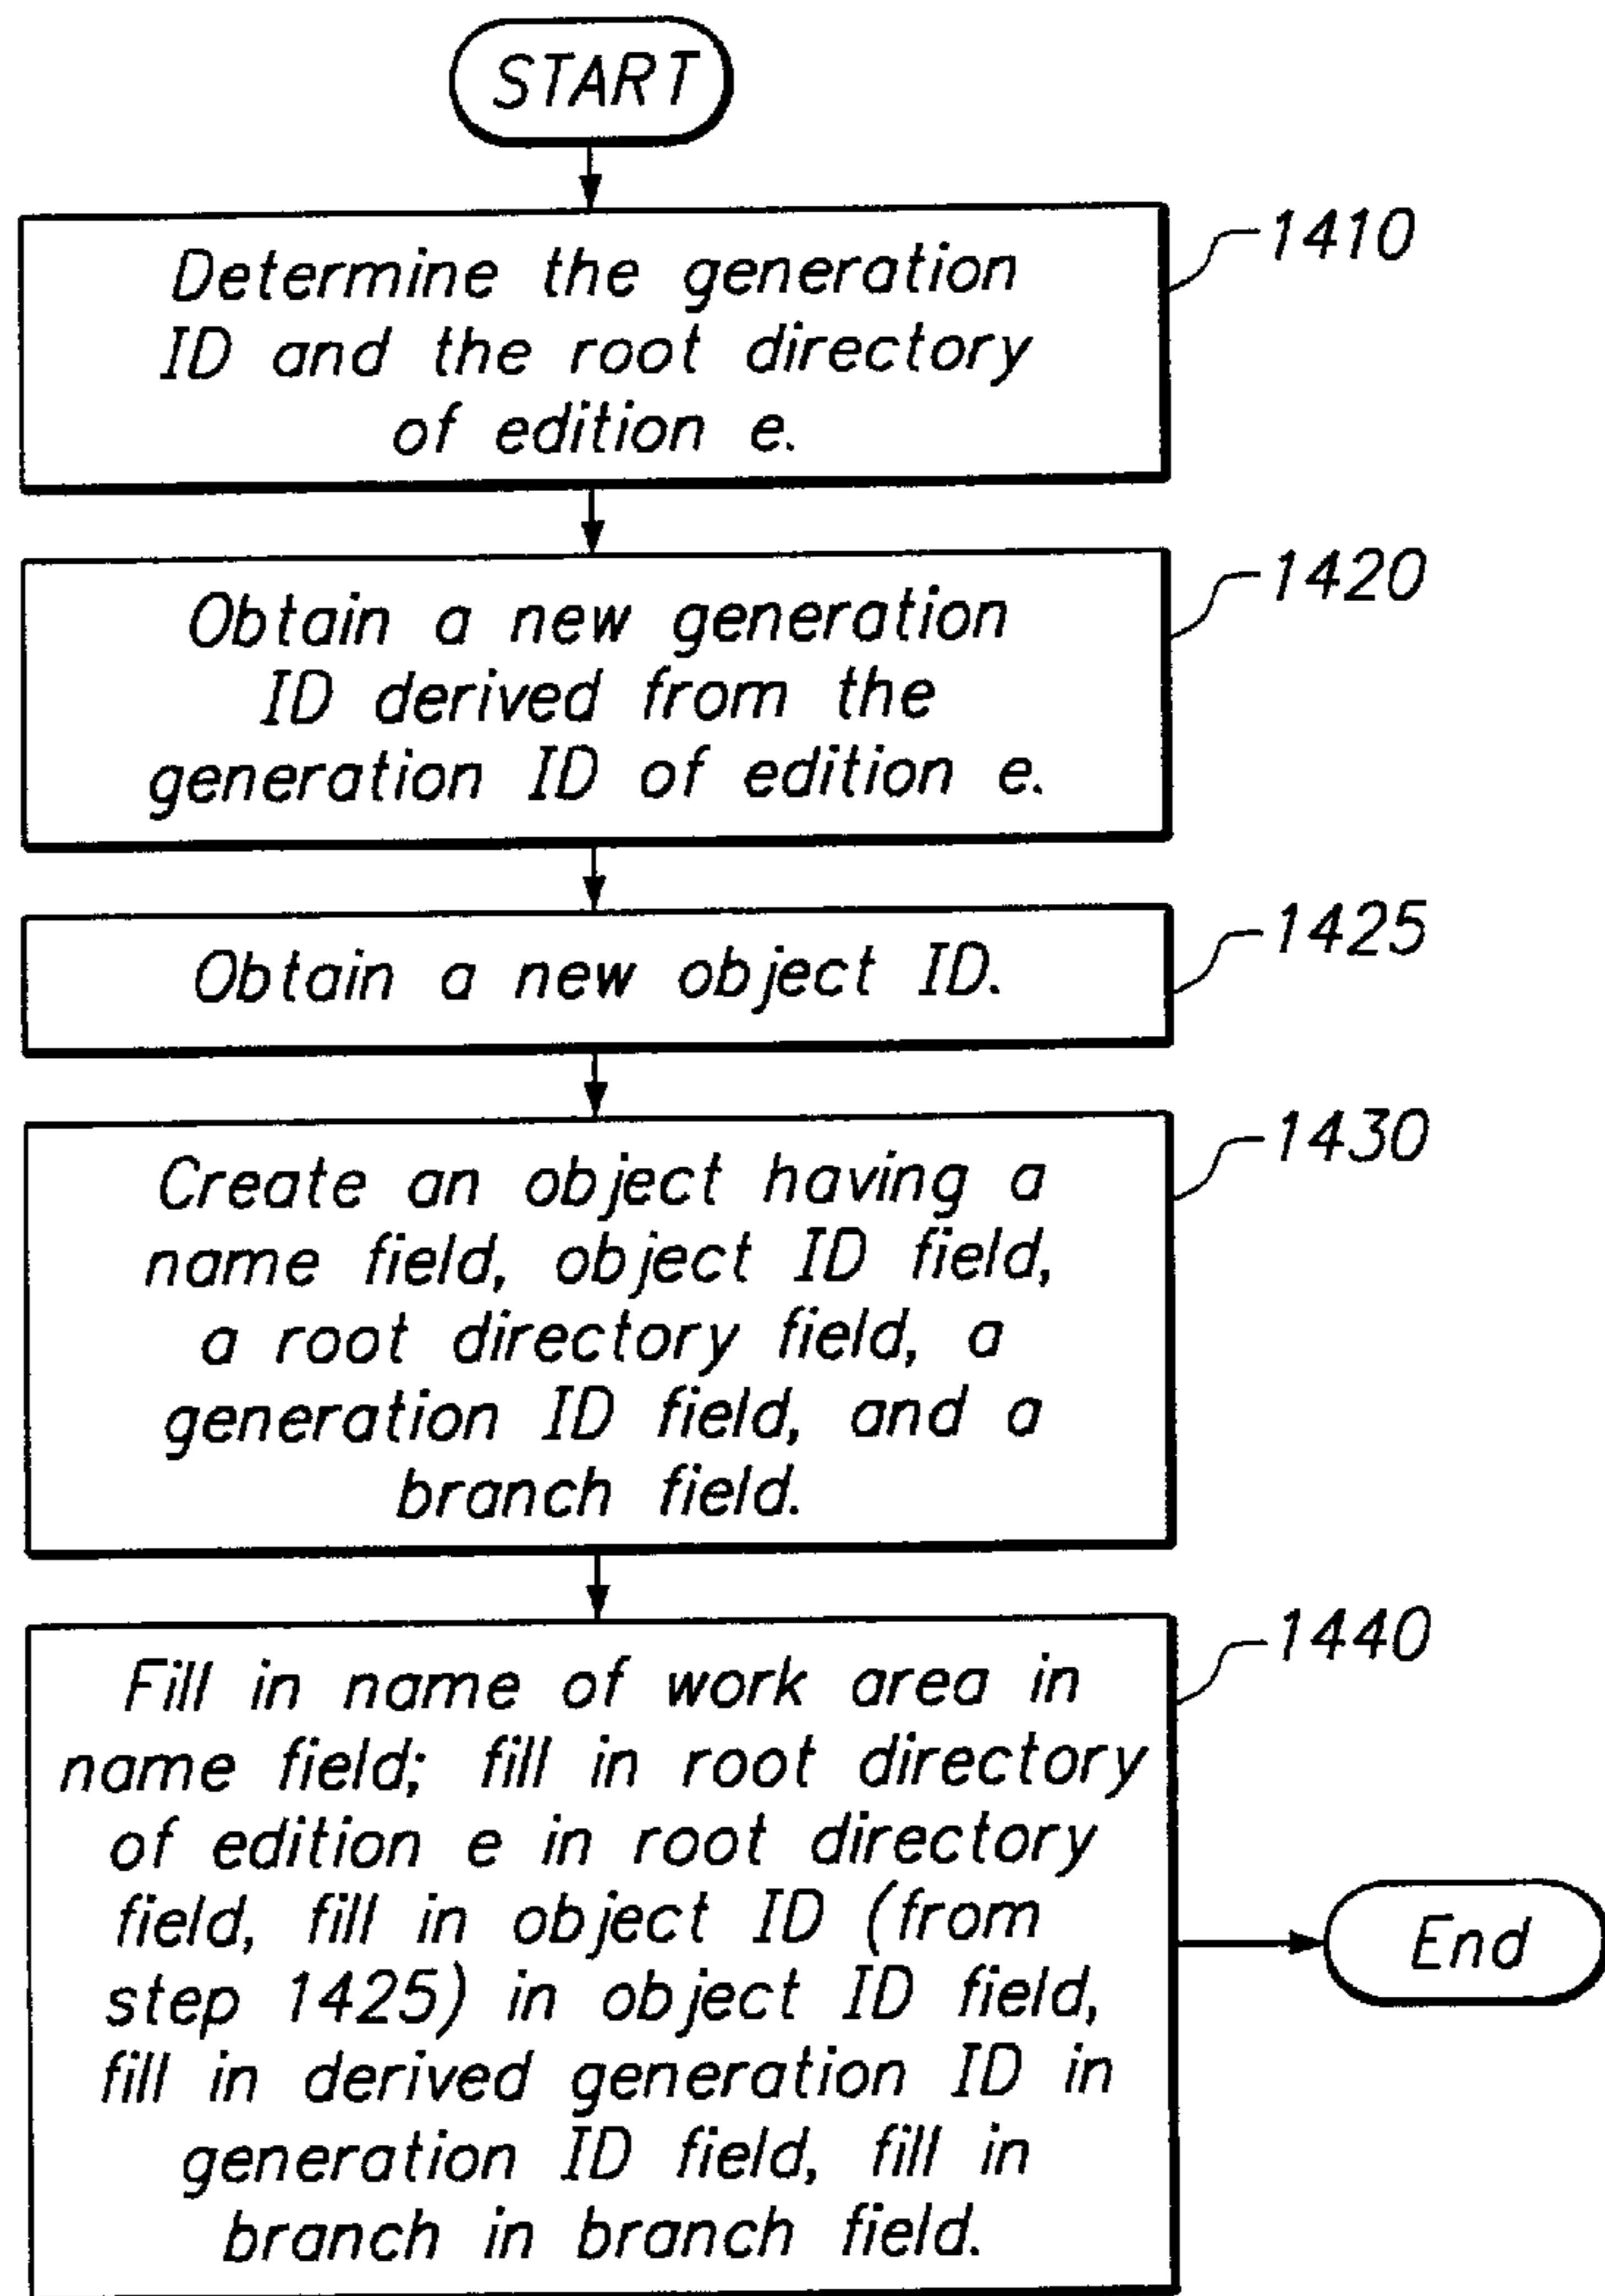 START
Determine the generation
ID and the root directory
of edition e.
1410
Obtain a new generation
ID derived from the
generation ID of edition e.
1420
Obtain a new object ID.
1425
Create an object having a
name field, object ID field,
a root directory field, a
generation ID field, and a
branch field.
1430
Fill in name of work area in
name field; fill in root directory
of edition e in root directory
field, fill in object ID (from
step 1425) in object ID field,
fill in derived generation ID in
generation ID field, fill in
branch in branch field.
1440
End